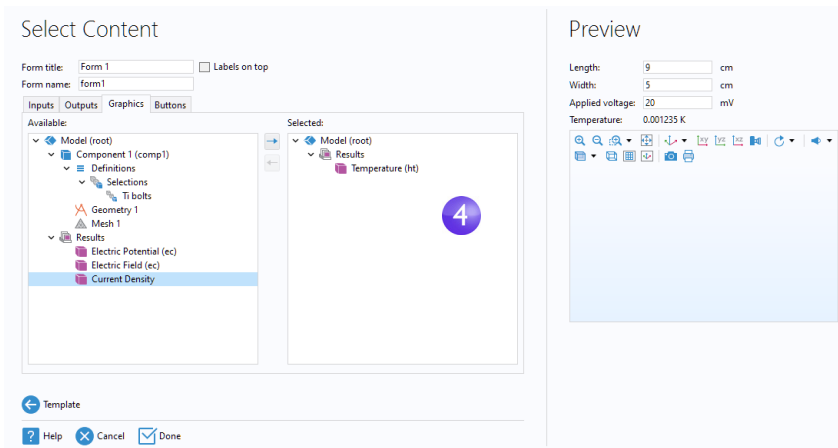 Select Content
Form title: Form 1 Labels on top
Form name: form1
Inputs Outputs Graphics Buttons
Available:
Model (root)
Component 1 (comp1)
Definitions
Selections
Ti bolts
Geometry 1
Mesh 1
Results
Electric Potential (ec)
Electric Field (ec)
Current Density
Selected:
Model (root)
Results
Temperature (ht)
4
Template
? Help Cancel Done
Preview
Length: 9 cm
Width: 5 cm
Applied voltage: 20 mV
Temperature: 0.001235 K
xy yz xz